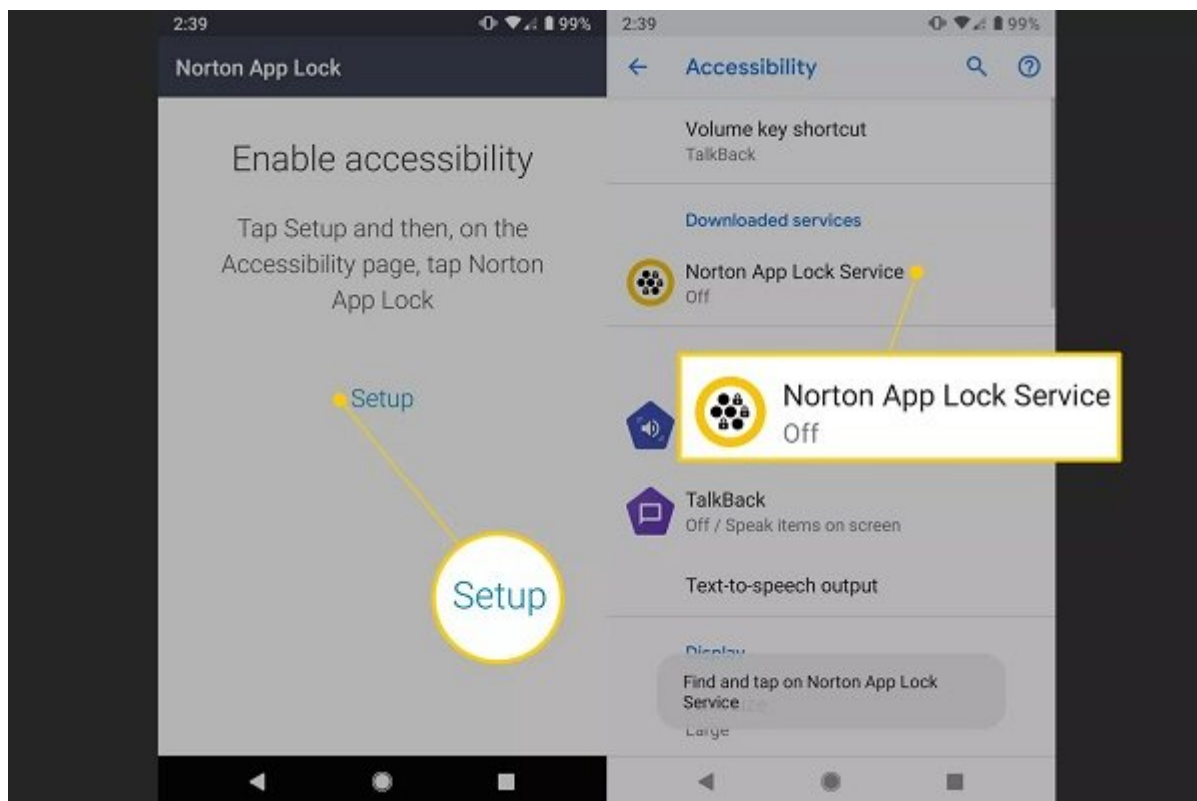 2:39
99%
Norton App Lock
Enable accessibility
Tap Setup and then, on the
Accessibility page, tap Norton
App Lock
Setup
Setup
2:39
99%
Accessibility
Volume key shortcut
TalkBack
Downloaded services
Norton App Lock Service
Off
Norton App Lock Service
Off
TalkBack
Off / Speak items on screen
Text-to-speech output
Display
Find and tap on Norton App Lock
Service
Large